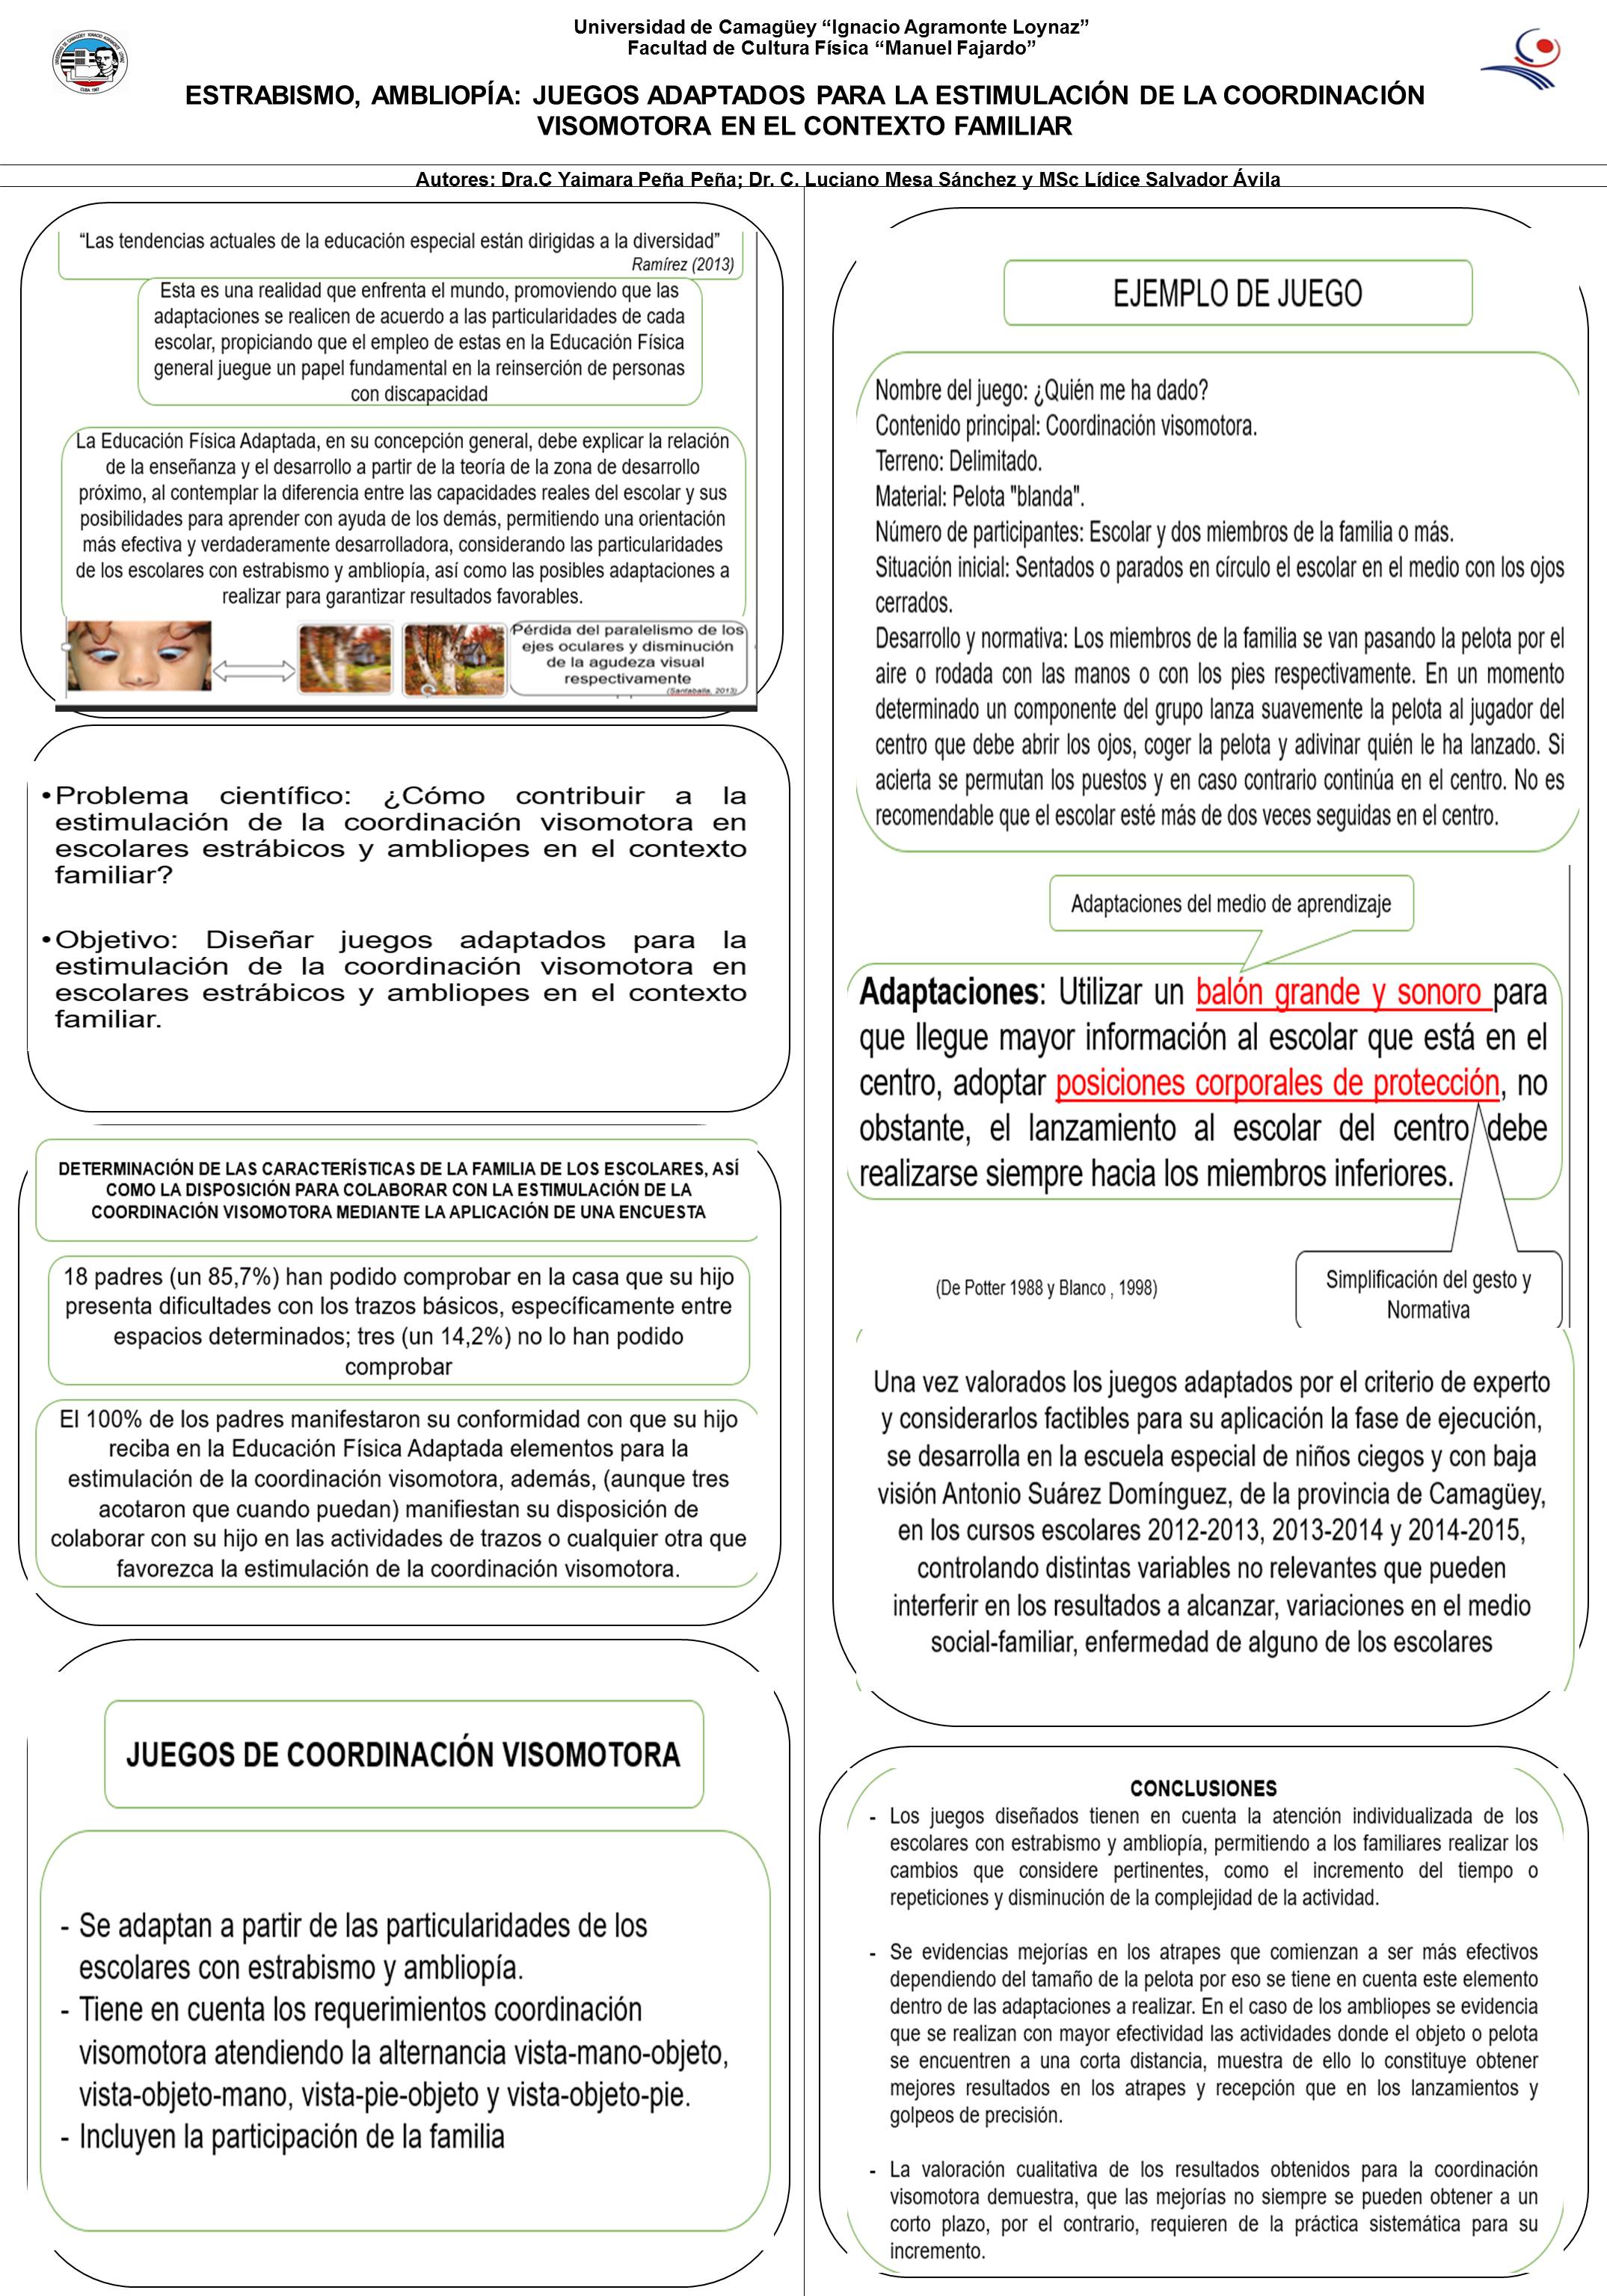 Universidad de Camagüey “Ignacio Agramonte Loynaz”
Facultad de Cultura Física “Manuel Fajardo”
ESTRABISMO, AMBLIOPÍA: JUEGOS ADAPTADOS PARA LA ESTIMULACIÓN DE LA COORDINACIÓN
VISOMOTORA EN EL CONTEXTO FAMILIAR
Autores: Dra.C Yaimara Peña Peña; Dr. C. Luciano Mesa Sánchez y MSc Lídice Salvador Ávila
“Las tendencias actuales de la educación especial están dirigidas a la diversidad”
Ramírez (2013)
Esta es una realidad que enfrenta el mundo, promoviendo que las
adaptaciones se realicen de acuerdo a las particularidades de cada
escolar, propiciando que el empleo de estas en la Educación Física
general juegue un papel fundamental en la reinserción de personas
con discapacidad
La Educación Física Adaptada, en su concepción general, debe explicar la relación
de la enseñanza y el desarrollo a partir de la teoría de la zona de desarrollo
próximo, al contemplar la diferencia entre las capacidades reales del escolar y sus
posibilidades para aprender con ayuda de los demás, permitiendo una orientación
más efectiva y verdaderamente desarrolladora, considerando las particularidades
de los escolares con estrabismo y ambliopía, así como las posibles adaptaciones a
realizar para garantizar resultados favorables.
Pérdida del paralelismo de los
ejes oculares y disminución
de la agudeza visual
respectivamente
(Santaballa, 2013)
•Problema científico: ¿Cómo contribuir a la
estimulación de la coordinación visomotora en
escolares estrábicos y ambliopes en el contexto
familiar?
•Objetivo: Diseñar juegos adaptados para la
estimulación de la coordinación visomotora en
escolares estrábicos y ambliopes en el contexto
familiar.
DETERMINACIÓN DE LAS CARACTERÍSTICAS DE LA FAMILIA DE LOS ESCOLARES, ASÍ
COMO LA DISPOSICIÓN PARA COLABORAR CON LA ESTIMULACIÓN DE LA
COORDINACIÓN VISOMOTORA MEDIANTE LA APLICACIÓN DE UNA ENCUESTA
18 padres (un 85,7%) han podido comprobar en la casa que su hijo
presenta dificultades con los trazos básicos, específicamente entre
espacios determinados; tres (un 14,2%) no lo han podido
comprobar
El 100% de los padres manifestaron su conformidad con que su hijo
reciba en la Educación Física Adaptada elementos para la
estimulación de la coordinación visomotora, además, (aunque tres
acotaron que cuando puedan) manifiestan su disposición de
colaborar con su hijo en las actividades de trazos o cualquier otra que
favorezca la estimulación de la coordinación visomotora.
JUEGOS DE COORDINACIÓN VISOMOTORA
- Se adaptan a partir de las particularidades de los
escolares con estrabismo y ambliopía.
- Tiene en cuenta los requerimientos coordinación
visomotora atendiendo la alternancia vista-mano-objeto,
vista-objeto-mano, vista-pie-objeto y vista-objeto-pie.
- Incluyen la participación de la familia
EJEMPLO DE JUEGO
Nombre del juego: ¿Quién me ha dado?
Contenido principal: Coordinación visomotora.
Terreno: Delimitado.
Material: Pelota "blanda".
Número de participantes: Escolar y dos miembros de la familia o más.
Situación inicial: Sentados o parados en círculo el escolar en el medio con los ojos
cerrados.
Desarrollo y normativa: Los miembros de la familia se van pasando la pelota por el
aire o rodada con las manos o con los pies respectivamente. En un momento
determinado un componente del grupo lanza suavemente la pelota al jugador del
centro que debe abrir los ojos, coger la pelota y adivinar quién le ha lanzado. Si
acierta se permutan los puestos y en caso contrario continúa en el centro. No es
recomendable que el escolar esté más de dos veces seguidas en el centro.
Adaptaciones del medio de aprendizaje
Adaptaciones: Utilizar un balón grande y sonoro para
que llegue mayor información al escolar que está en el
centro, adoptar posiciones corporales de protección, no
obstante, el lanzamiento al escolar del centro debe
realizarse siempre hacia los miembros inferiores.
(De Potter 1988 y Blanco , 1998)
Simplificación del gesto y
Normativa
Una vez valorados los juegos adaptados por el criterio de experto
y considerarlos factibles para su aplicación la fase de ejecución,
se desarrolla en la escuela especial de niños ciegos y con baja
visión Antonio Suárez Domínguez, de la provincia de Camagüey,
en los cursos escolares 2012-2013, 2013-2014 y 2014-2015,
controlando distintas variables no relevantes que pueden
interferir en los resultados a alcanzar, variaciones en el medio
social-familiar, enfermedad de alguno de los escolares
CONCLUSIONES
- Los juegos diseñados tienen en cuenta la atención individualizada de los
escolares con estrabismo y ambliopía, permitiendo a los familiares realizar los
cambios que considere pertinentes, como el incremento del tiempo o
repeticiones y disminución de la complejidad de la actividad.
- Se evidencias mejorías en los atrapes que comienzan a ser más efectivos
dependiendo del tamaño de la pelota por eso se tiene en cuenta este elemento
dentro de las adaptaciones a realizar. En el caso de los ambliopes se evidencia
que se realizan con mayor efectividad las actividades donde el objeto o pelota
se encuentren a una corta distancia, muestra de ello lo constituye obtener
mejores resultados en los atrapes y recepción que en los lanzamientos y
golpeos de precisión.
- La valoración cualitativa de los resultados obtenidos para la coordinación
visomotora demuestra, que las mejorías no siempre se pueden obtener a un
corto plazo, por el contrario, requieren de la práctica sistemática para su
incremento.